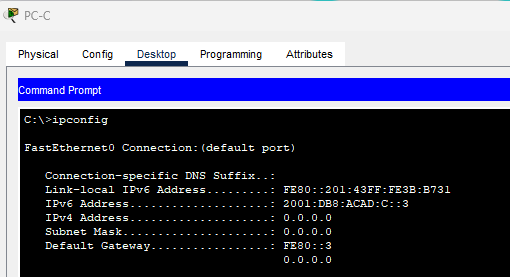 PC-C
Physical Config Desktop Programming Attributes
Command Prompt
C:\>ipconfig
FastEthernet0 Connection:(default port)
Connection-specific DNS Suffix..:
Link-local IPv6 Address.........: FE80::201:43FF:FE3B:B731
IPv6 Address....................: 2001:DB8:ACAD:C::3
IPv4 Address....................: 0.0.0.0
Subnet Mask.....................: 0.0.0.0
Default Gateway.................: FE80::3
0.0.0.0